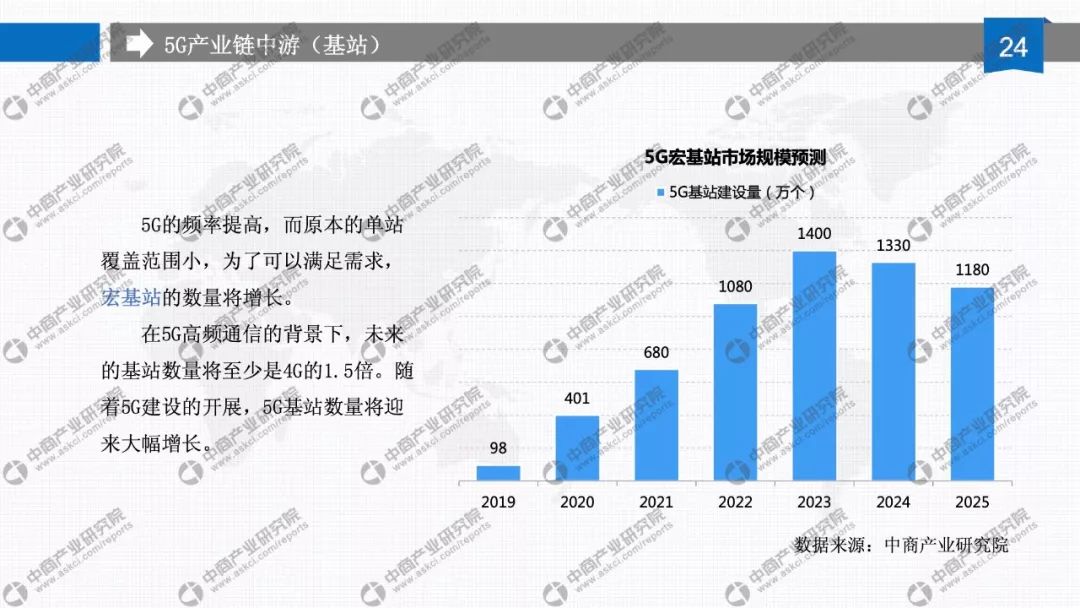 5G产业链中游（基站）
24
5G的频率提高，而原本的单站
覆盖范围小，为了可以满足需求，
宏基站的数量将增长。
在5G高频通信的背景下，未来
的基站数量将至少是4G的1.5倍。随
着5G建设的开展，5G基站数量将迎
来大幅增长。
5G宏基站市场规模预测
5G基站建设量（万个）
98
401
680
1080
1400
1330
1180
2019
2020
2021
2022
2023
2024
2025
数据来源：中商产业研究院
中商产业研究院
www.askci.com/reports